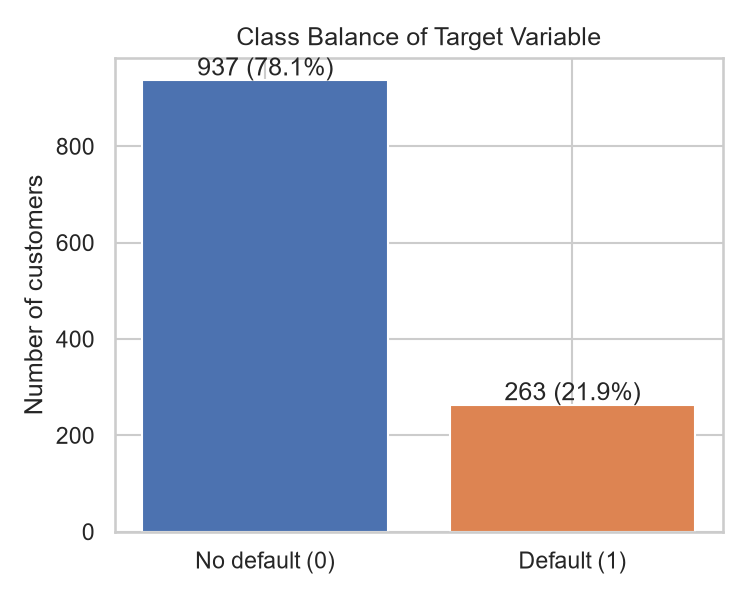 Class Balance of Target Variable
937 (78.1%)
263 (21.9%)
Number of customers
800
600
400
200
0
No default (0)
Default (1)